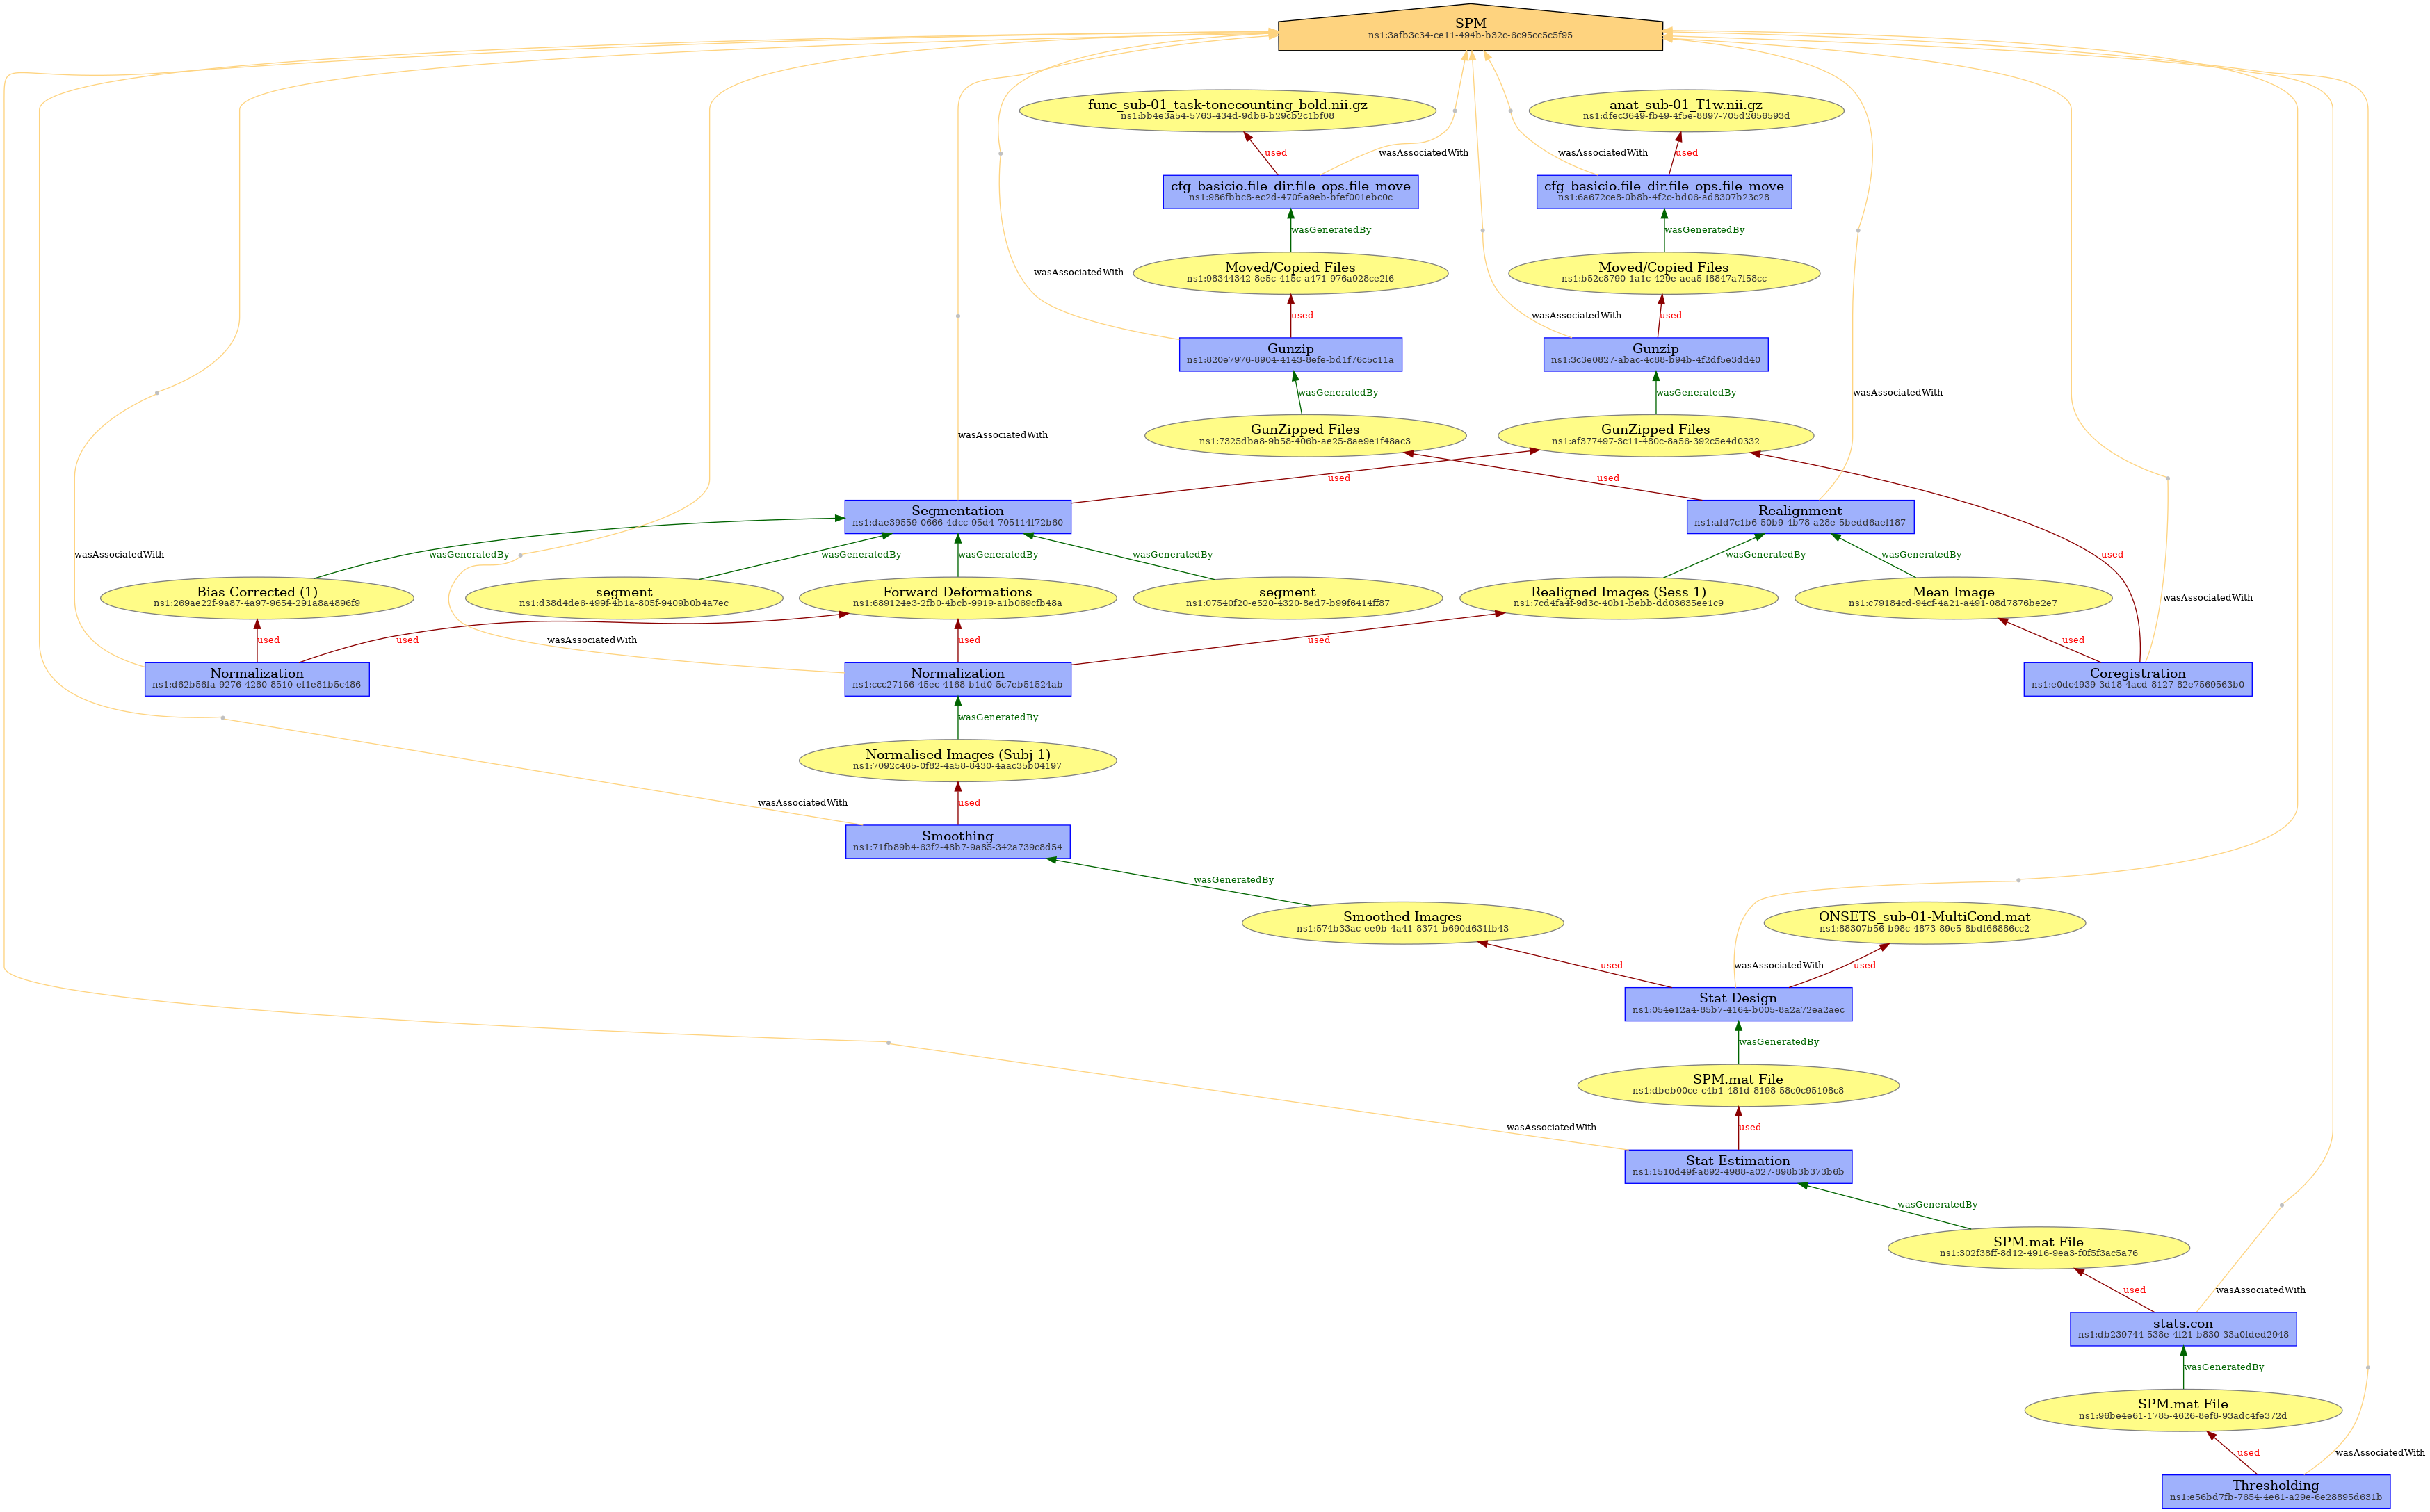 SPM
ns1:3afb3c34-ce11-494b-b32c-6c95cc5c5f95
func_sub-01_task-tonecounting_bold.nii.gz
ns1:bb4e3a54-5763-434d-9db6-b29cb2c1bf08
anat_sub-01_T1w.nii.gz
ns1:dfec3649-fb49-4f5e-8897-705d2656593d
used
wasAssociatedWith
wasAssociatedWith
used
cfg_basicio.file_dir.file_ops.file_move
ns1:986fbbc8-ec2d-470f-a9eb-bfef001ebc0c
cfg_basicio.file_dir.file_ops.file_move
ns1:6a672ce8-0b8b-4f2c-bd06-ad8307b23c28
wasGeneratedBy
wasGeneratedBy
wasAssociatedWith
Moved/Copied Files
ns1:98344342-8e5c-415c-a471-976a928ce2f6
Moved/Copied Files
ns1:b52c8790-1a1c-429e-aea5-f8847a7f58cc
used
wasAssociatedWith
used
Gunzip
ns1:820e7976-8904-4143-8efe-bd1f76c5c11a
Gunzip
ns1:3c3e0827-abac-4c88-b94b-4f2df5e3dd40
wasGeneratedBy
wasGeneratedBy
wasAssociatedWith
wasAssociatedWith
GunZipped Files
ns1:7325dba8-9b58-406b-ae25-8ae9e1f48ac3
GunZipped Files
ns1:af377497-3c11-480c-8a56-392c5e4d0332
used
used
Segmentation
ns1:dae39559-0666-4dcc-95d4-705114f72b60
Realignment
ns1:afd7c1b6-50b9-4b78-a28e-5bedd6aef187
wasAssociatedWith
wasGeneratedBy
wasGeneratedBy
wasGeneratedBy
wasGeneratedBy
wasGeneratedBy
wasGeneratedBy
used
Bias Corrected (1)
ns1:269ae22f-9a87-4a97-9654-291a8a4896f9
segment
ns1:d38d4de6-499f-4b1a-805f-9409b0b4a7ec
Forward Deformations
ns1:689124e3-2fb0-4bcb-9919-a1b069cfb48a
segment
ns1:07540f20-e520-4320-8ed7-b99f6414ff87
Realigned Images (Sess 1)
ns1:7cd4fa4f-9d3c-40b1-bebb-dd03635ee1c9
Mean Image
ns1:c79184cd-94cf-4a21-a491-08d7876be2e7
wasAssociatedWith
used
used
wasAssociatedWith
used
used
used
Normalization
ns1:d62b56fa-9276-4280-8510-ef1e81b5c486
Normalization
ns1:ccc27156-45ec-4168-b1d0-5c7eb51524ab
Coregistration
ns1:e0dc4939-3d18-4acd-8127-82e7569563b0
wasGeneratedBy
Normalised Images (Subj 1)
ns1:7092c465-0f82-4a58-8430-4aac35b04197
wasAssociatedWith
used
Smoothing
ns1:71fb89b4-63f2-48b7-9a85-342a739c8d54
wasGeneratedBy
Smoothed Images
ns1:574b33ac-ee9b-4a41-8371-b690d631fb43
ONSETS_sub-01-MultiCond.mat
ns1:88307b56-b98c-4873-89e5-8bdf66886cc2
used
wasAssociatedWith
used
Stat Design
ns1:054e12a4-85b7-4164-b005-8a2a72ea2aec
wasGeneratedBy
SPM.mat File
ns1:dbeb00ce-c4b1-481d-8198-58c0c95198c8
wasAssociatedWith
used
Stat Estimation
ns1:1510d49f-a892-4988-a027-898b3b373b6b
wasGeneratedBy
SPM.mat File
ns1:302f38ff-8d12-4916-9ea3-f0f5f3ac5a76
used
wasAssociatedWith
stats.con
ns1:db239744-538e-4f21-b830-33a0fded2948
wasGeneratedBy
SPM.mat File
ns1:96be4e61-1785-4626-8ef6-93adc4fe372d
used
wasAssociatedWith
Thresholding
ns1:e56bd7fb-7654-4e61-a29e-6e28895d631b